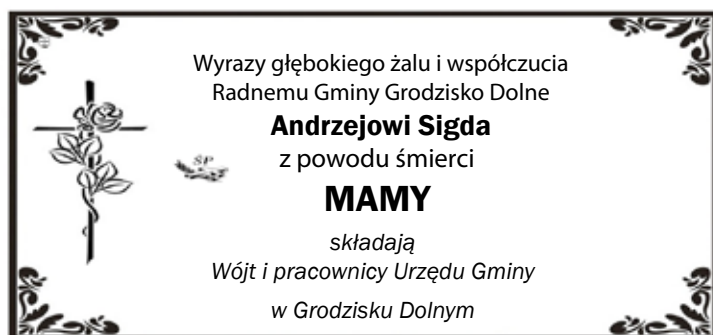 Wyrazy głębokiego żalu i współczucia
Radnemu Gminy Grodzisko Dolne
Andrzejowi Sigda
z powodu śmierci
ŚP
MAMY
składają
Wójt i pracownicy Urzędu Gminy
w Grodzisku Dolnym